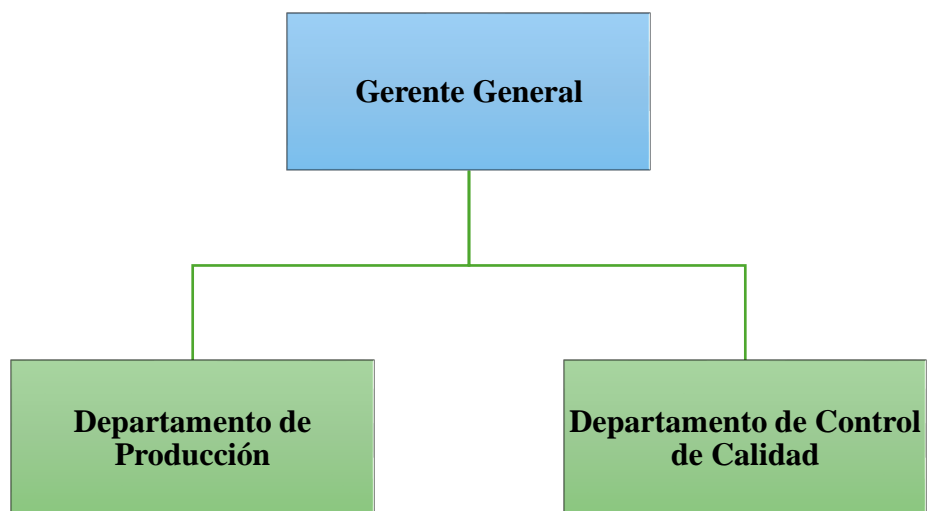 Gerente General
Departamento de
Producción
Departamento de Control
de Calidad